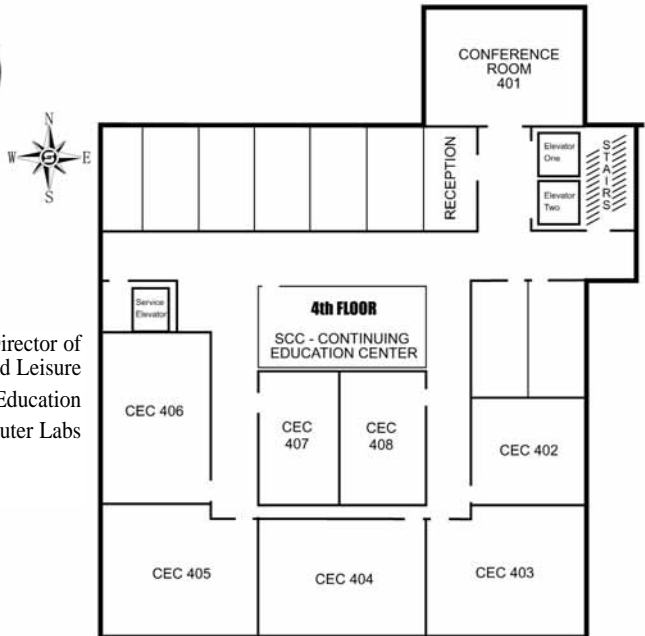 CONFERENCE
ROOM
401
N
W
E
S
RECEPTION
Elevator
One
Elevator
Two
STAIRS
Service
Elevator
4th FLOOR
SCC - CONTINUING
EDUCATION CENTER
irector of
d Leisure
Education
uter Labs
CEC 406
CEC
407
CEC
408
CEC 402
CEC 405
CEC 404
CEC 403